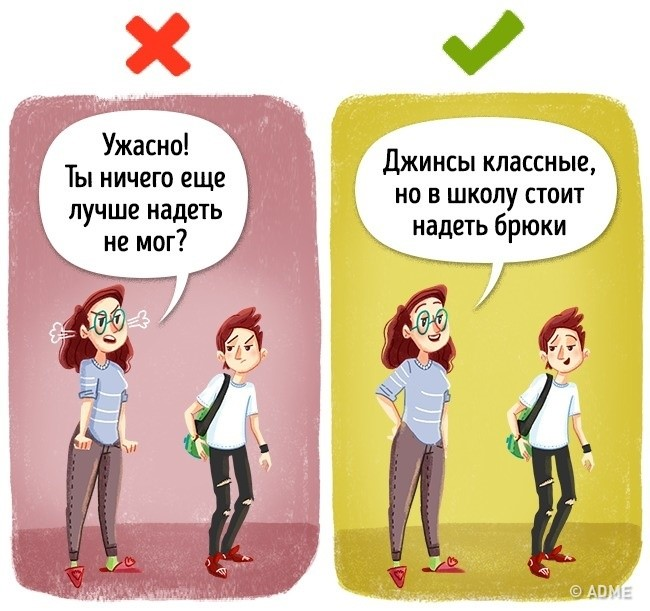 Ужасно!
Ты ничего еще
лучше надеть
не мог?
Джинсы классные,
но в школу стоит
надеть брюки
© ADME